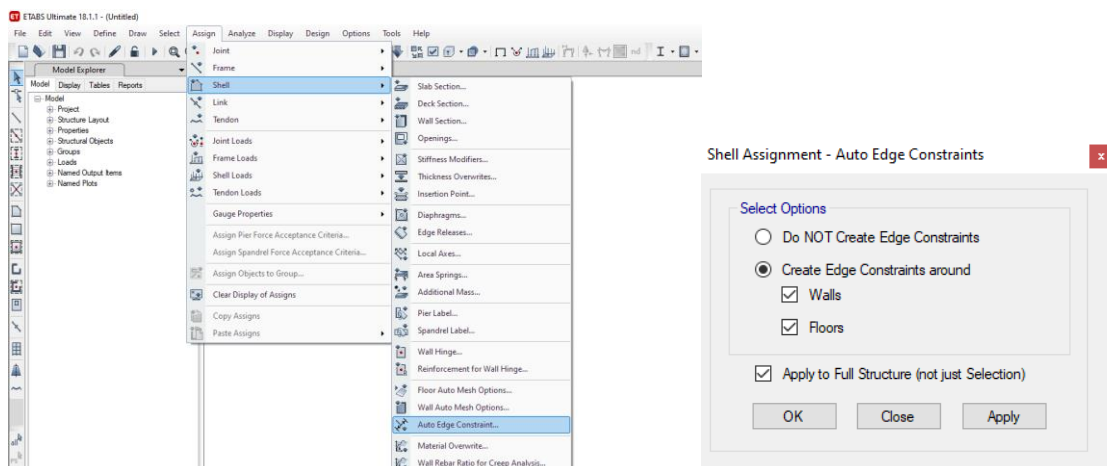 ETABS Ultimate 18.1.1 - (Untitled)
File Edit View Define Draw Select Assign Analyze Display Design Options Tools Help
Model Explorer
Model Display Tables Reports
Model
Project
Structure Layout
Properties
Structural Objects
Groups
Loads
Named Output Items
Named Plots
Joint
Frame
Shell
Link
Tendon
Joint Loads
Frame Loads
Shell Loads
Tendon Loads
Gauge Properties
Assign Pier Force Acceptance Criteria...
Assign Spandrel Force Acceptance Criteria...
Assign Objects to Group...
Clear Display of Assigns
Copy Assigns
Paste Assigns
Slab Section...
Deck Section...
Wall Section...
Openings...
Stiffness Modifiers...
Thickness Overwrites...
Insertion Point...
Diaphragms...
Edge Releases...
Local Axes...
Area Springs...
Additional Mass...
Pier Label...
Spandrel Label...
Wall Hinge...
Reinforcement for Wall Hinge...
Floor Auto Mesh Options...
Wall Auto Mesh Options...
Auto Edge Constraint...
Material Overwrite...
Wall Rebar Ratio for Creep Analysis...
nd
Shell Assignment - Auto Edge Constraints
x
Select Options
Do NOT Create Edge Constraints
Create Edge Constraints around
Walls
Floors
Apply to Full Structure (not just Selection)
OK Close Apply